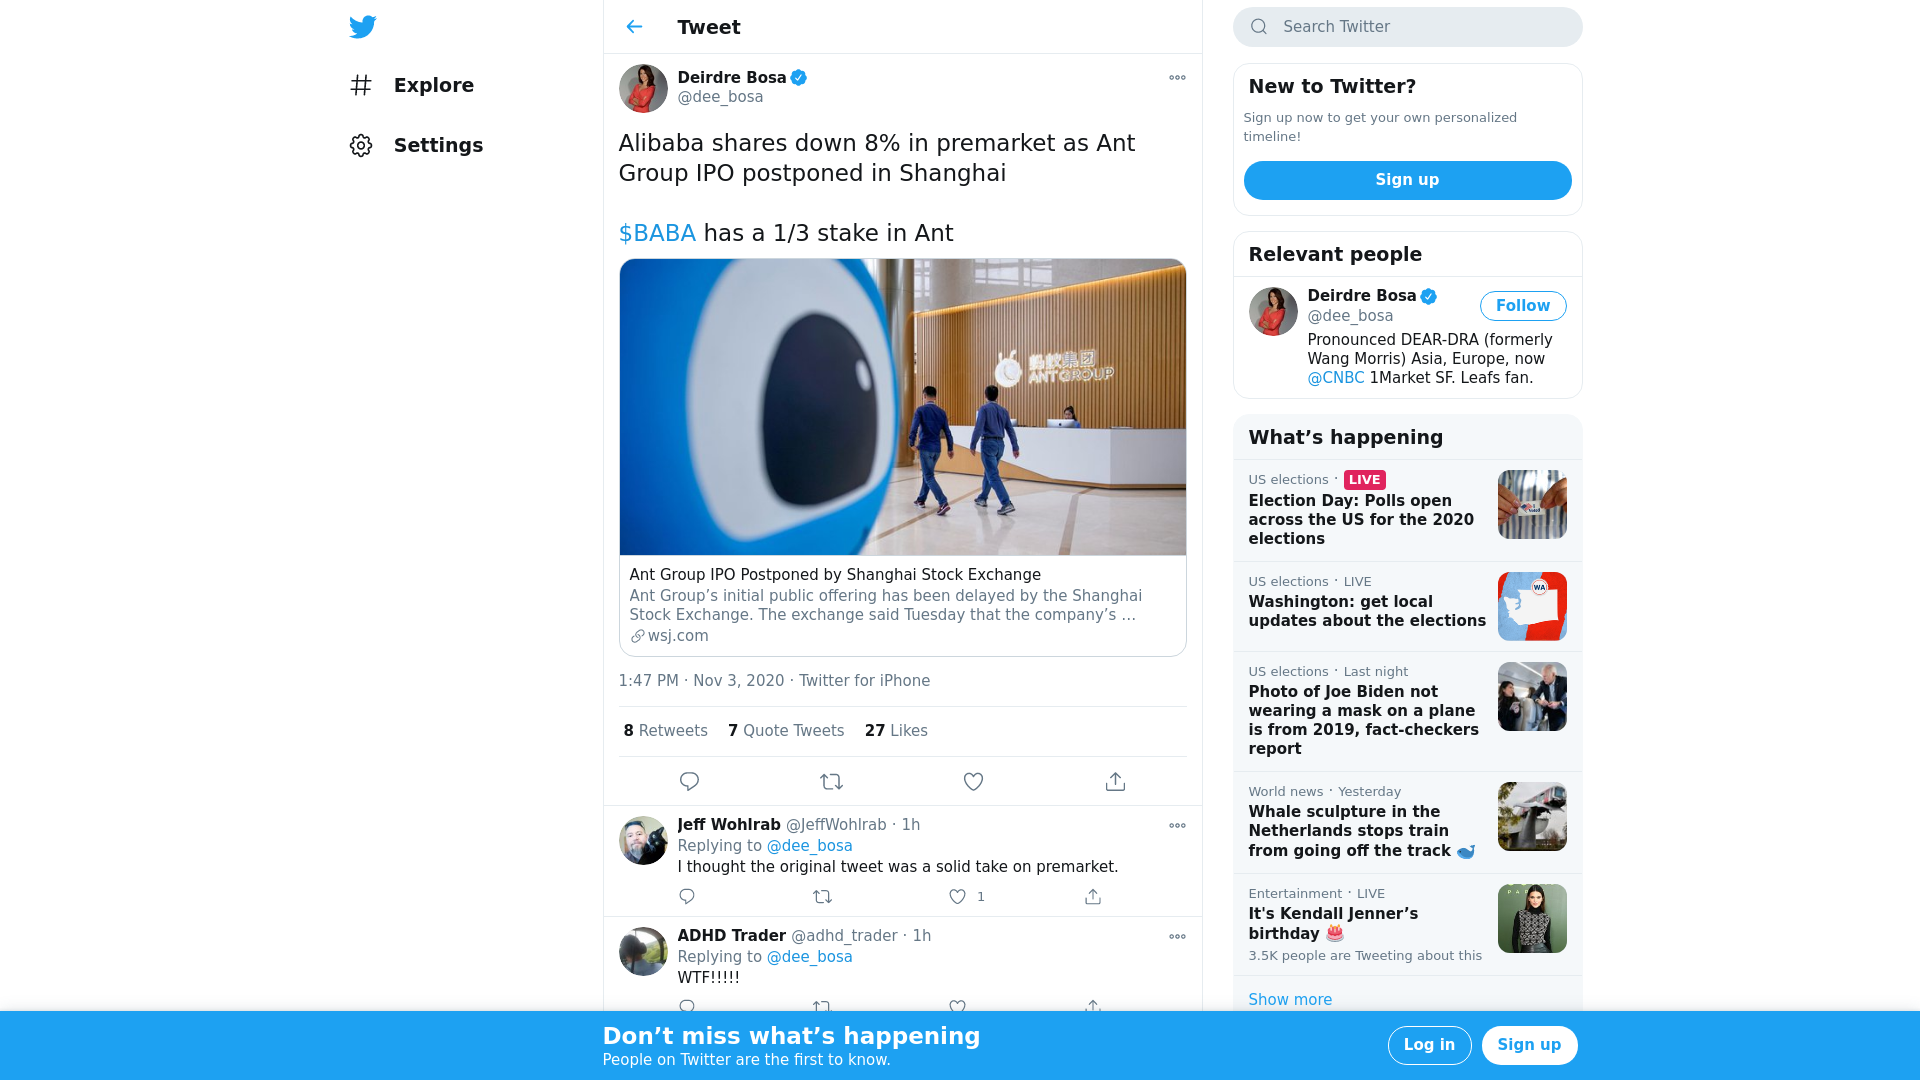 Explore
Settings
Tweet
Deirdre Bosa
@dee_bosa
Alibaba shares down 8% in premarket as Ant
Group IPO postponed in Shanghai
$BABA has a 1/3 stake in Ant
蚂蚁集团
ANT GROUP
Ant Group IPO Postponed by Shanghai Stock Exchange
Ant Group’s initial public offering has been delayed by the Shanghai
Stock Exchange. The exchange said Tuesday that the company’s …
wsj.com
1:47 PM · Nov 3, 2020 · Twitter for iPhone
8 Retweets 7 Quote Tweets 27 Likes
Jeff Wohlrab @JeffWohlrab · 1h
Replying to @dee_bosa
I thought the original tweet was a solid take on premarket.
1
ADHD Trader @adhd_trader · 1h
Replying to @dee_bosa
WTF!!!!!
Search Twitter
New to Twitter?
Sign up now to get your own personalized
timeline!
Sign up
Relevant people
Deirdre Bosa
@dee_bosa
Follow
Pronounced DEAR-DRA (formerly
Wang Morris) Asia, Europe, now
@CNBC 1Market SF. Leafs fan.
What’s happening
US elections · LIVE
Election Day: Polls open
across the US for the 2020
elections
US elections · LIVE
Washington: get local
updates about the elections
WA
US elections · Last night
Photo of Joe Biden not
wearing a mask on a plane
is from 2019, fact-checkers
report
World news · Yesterday
Whale sculpture in the
Netherlands stops train
from going off the track 🐋
Entertainment · LIVE
It's Kendall Jenner’s
birthday 🎂
3.5K people are Tweeting about this
Show more
Don’t miss what’s happening
People on Twitter are the first to know.
Log in
Sign up